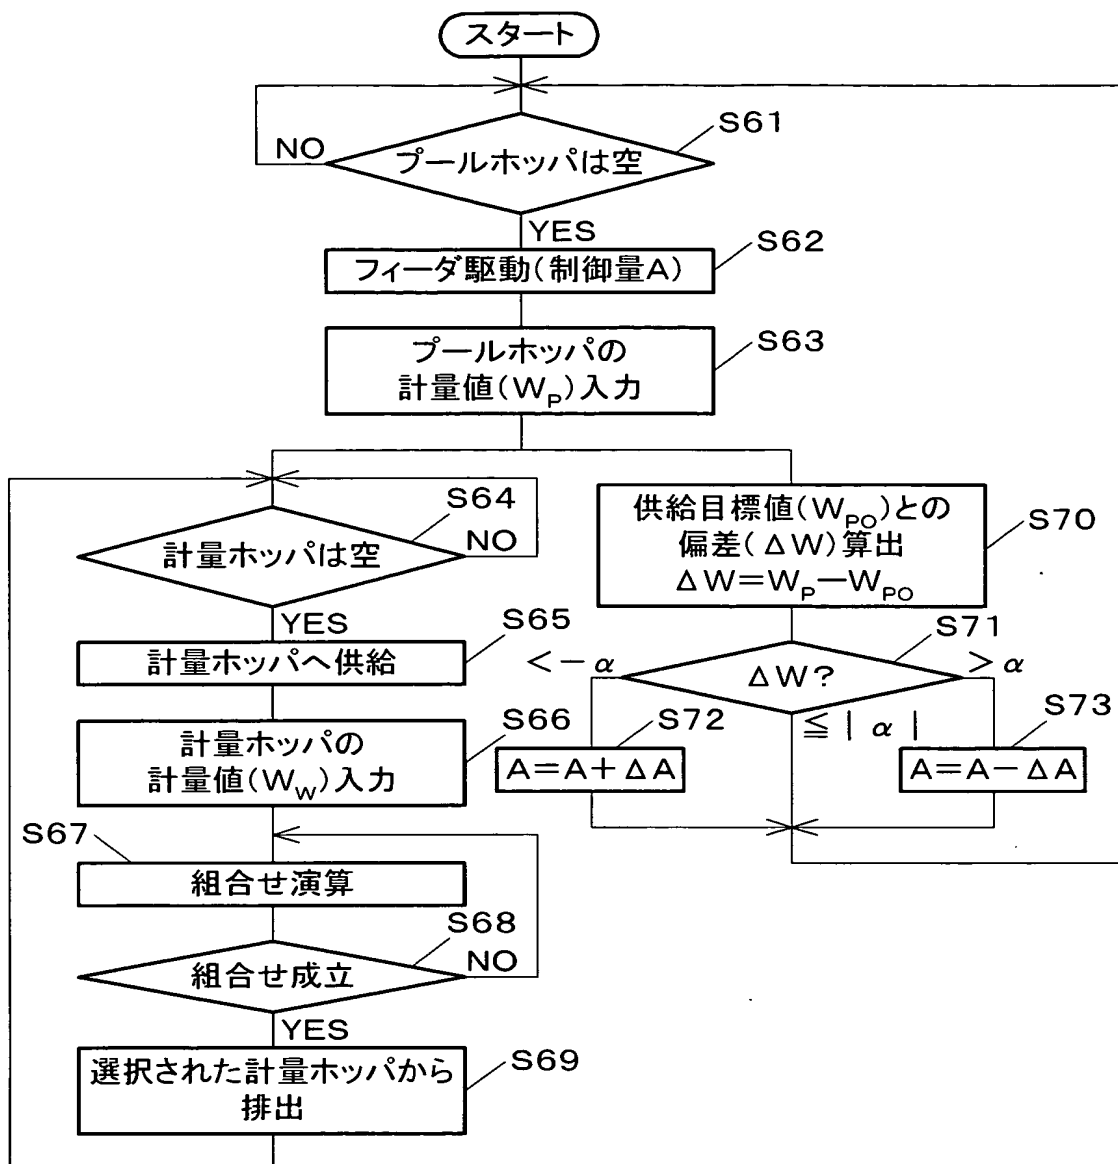 スタート
S61
NO
プールホッパは空
YES
S62
フィーダ駆動(制御量A)
S63
プールホッパの
計量値(WP)入力
S64
計量ホッパは空
NO
YES
S65
計量ホッパへ供給
S66
計量ホッパの
計量値(WW)入力
S67
組合せ演算
S68
組合せ成立
NO
YES
S69
選択された計量ホッパから
排出
S70
供給目標値(WPO)との
偏差(ΔW)算出
ΔW=WP-WPO
S71
<-α
ΔW?
>α
≦|α|
S72
A=A+ΔA
S73
A=A-ΔA